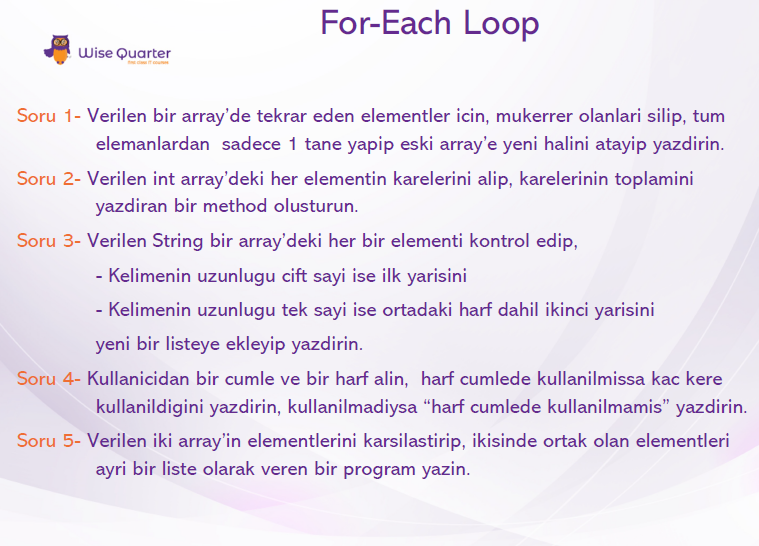 For-Each Loop
Wise Quarter
Soru 1- Verilen bir array’de tekrar eden elementler icin, mukerrer olanlari silip, tum
elemanlardan sadece 1 tane yapip eski array’e yeni halini atayip yazdirin.
Soru 2- Verilen int array’deki her elementin karelerini alip, karelerinin toplamini
yazdiran bir method olusturun.
Soru 3- Verilen String bir array’deki her bir elementi kontrol edip,
- Kelimenin uzunlugu cift sayi ise ilk yarisini
- Kelimenin uzunlugu tek sayi ise ortadaki harf dahil ikinci yarisini
yeni bir listeye ekleyip yazdirin.
Soru 4- Kullanicidan bir cumle ve bir harf alin, harf cumlede kullanilmissa kac kere
kullanildigini yazdirin, kullanilmadiysa “harf cumlede kullanilmamis” yazdirin.
Soru 5- Verilen iki array’in elementlerini karsilastirip, ikisinde ortak olan elementleri
ayri bir liste olarak veren bir program yazin.